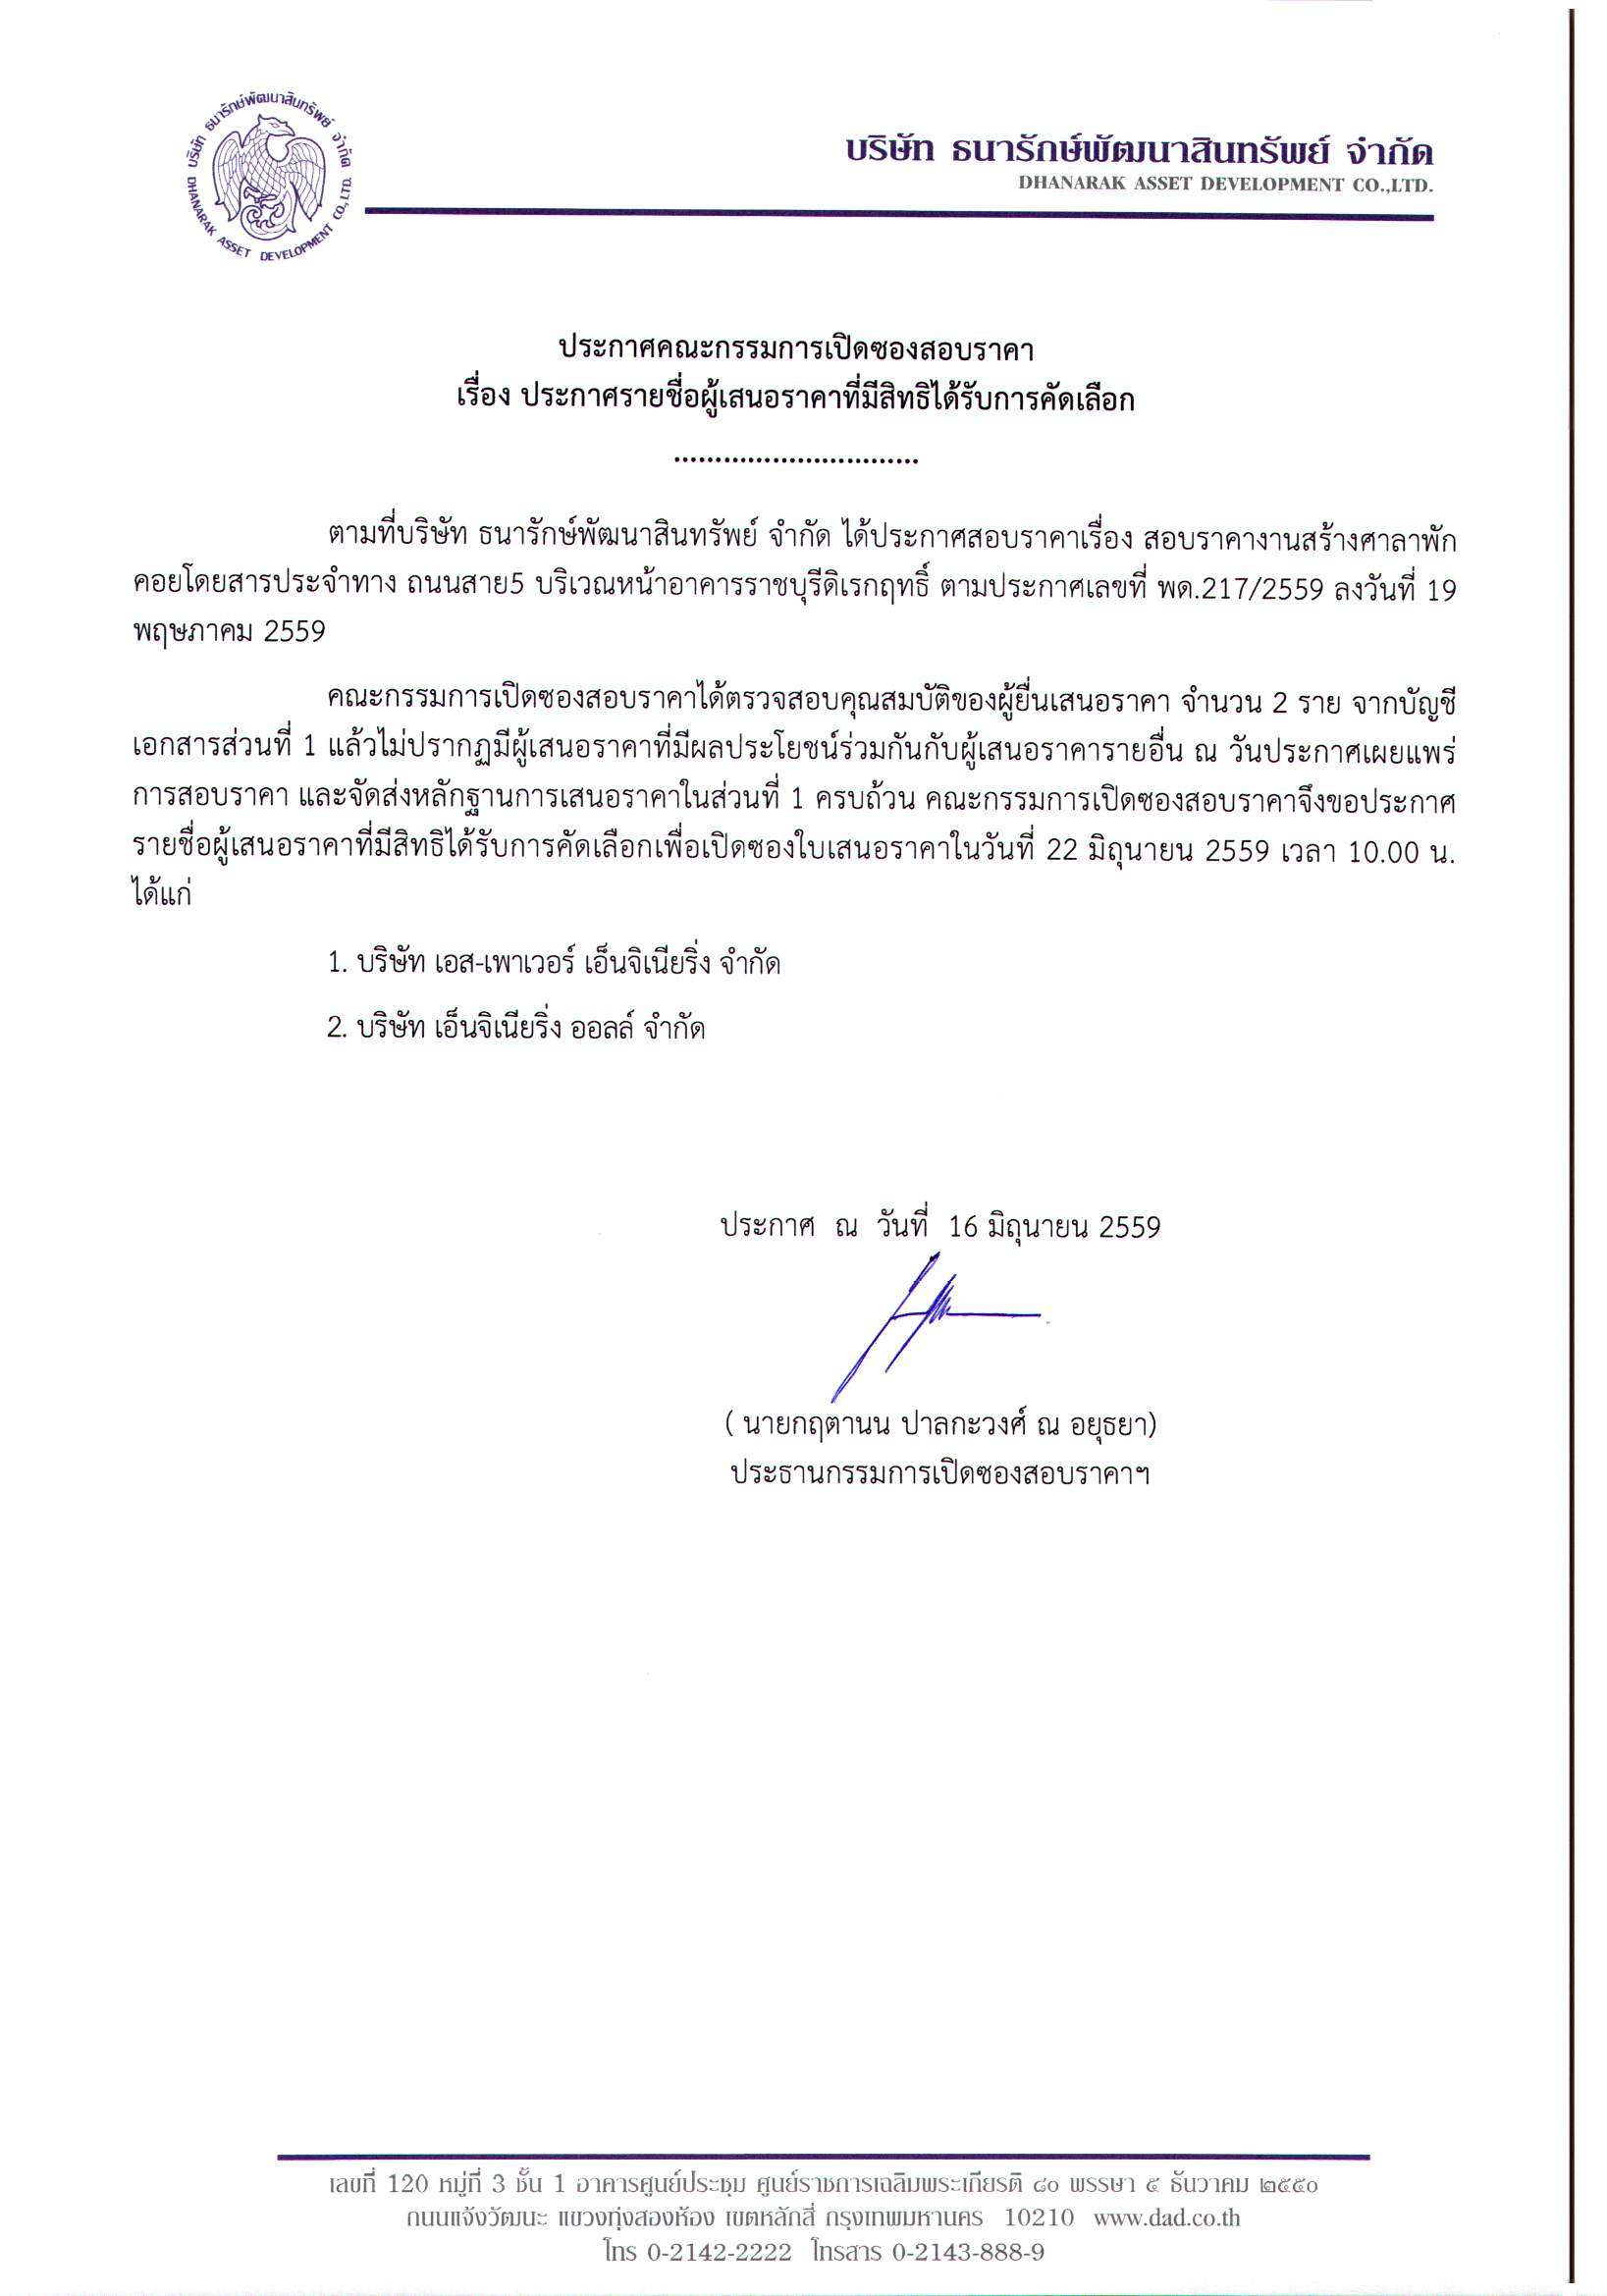 บริษัท ธนารักษ์พัฒนาสินทรัพย์ จำกัด
DHANARAK ASSET DEVELOPMENT CO.,LTD.
บริษัท ธนารักษ์พัฒนาสินทรัพย์ จำกัด
DHANARAK ASSET DEVELOPMENT CO.,LTD.
ประกาศคณะกรรมการเปิดซองสอบราคา
เรื่อง ประกาศรายชื่อผู้เสนอราคาที่มีสิทธิได้รับการคัดเลือก
..............................
ตามที่บริษัท ธนารักษ์พัฒนาสินทรัพย์ จำกัด ได้ประกาศสอบราคาเรื่อง สอบราคางานสร้างศาลาพัก
คอยโดยสารประจำทาง ถนนสาย5 บริเวณหน้าอาคารราชบุรีดิเรกฤทธิ์ ตามประกาศเลขที่ พด.217/2559 ลงวันที่ 19
พฤษภาคม 2559
คณะกรรมการเปิดซองสอบราคาได้ตรวจสอบคุณสมบัติของผู้ยื่นเสนอราคา จำนวน 2 ราย จากบัญชี
เอกสารส่วนที่ 1 แล้วไม่ปรากฏมีผู้เสนอราคาที่มีผลประโยชน์ร่วมกันกับผู้เสนอราคารายอื่น ณ วันประกาศเผยแพร่
การสอบราคา และจัดส่งหลักฐานการเสนอราคาในส่วนที่ 1 ครบถ้วน คณะกรรมการเปิดซองสอบราคาจึงขอประกาศ
รายชื่อผู้เสนอราคาที่มีสิทธิได้รับการคัดเลือกเพื่อเปิดซองใบเสนอราคาในวันที่ 22 มิถุนายน 2559 เวลา 10.00 น.
ได้แก่
1. บริษัท เอส-เพาเวอร์ เอ็นจิเนียริ่ง จำกัด
2. บริษัท เอ็นจิเนียริ่ง ออลล์ จำกัด
ประกาศ ณ วันที่ 16 มิถุนายน 2559
( นายกฤตานน ปาลกะวงศ์ ณ อยุธยา)
ประธานกรรมการเปิดซองสอบราคาฯ
เลขที่ 120 หมู่ที่ 3 ชั้น 1 อาคารศูนย์ประชุม ศูนย์ราชการเฉลิมพระเกียรติ ๘๐ พรรษา ๕ ธันวาคม ๒๕๕๐
ถนนแจ้งวัฒนะ แขวงทุ่งสองห้อง เขตหลักสี่ กรุงเทพมหานคร 10210 www.dad.co.th
โทร 0-2142-2222 โทรสาร 0-2143-888-9